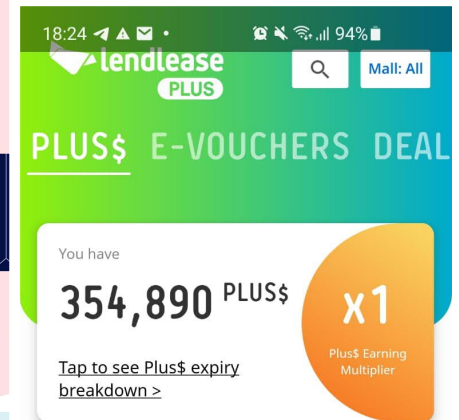 18:24 94%
lendlease
PLUS
Mall: All
PLUS$ E-VOUCHERS DEAL
You have
354,890 PLUS$
x1
Plus$ Earning
Multiplier
Tap to see Plus$ expiry
breakdown >